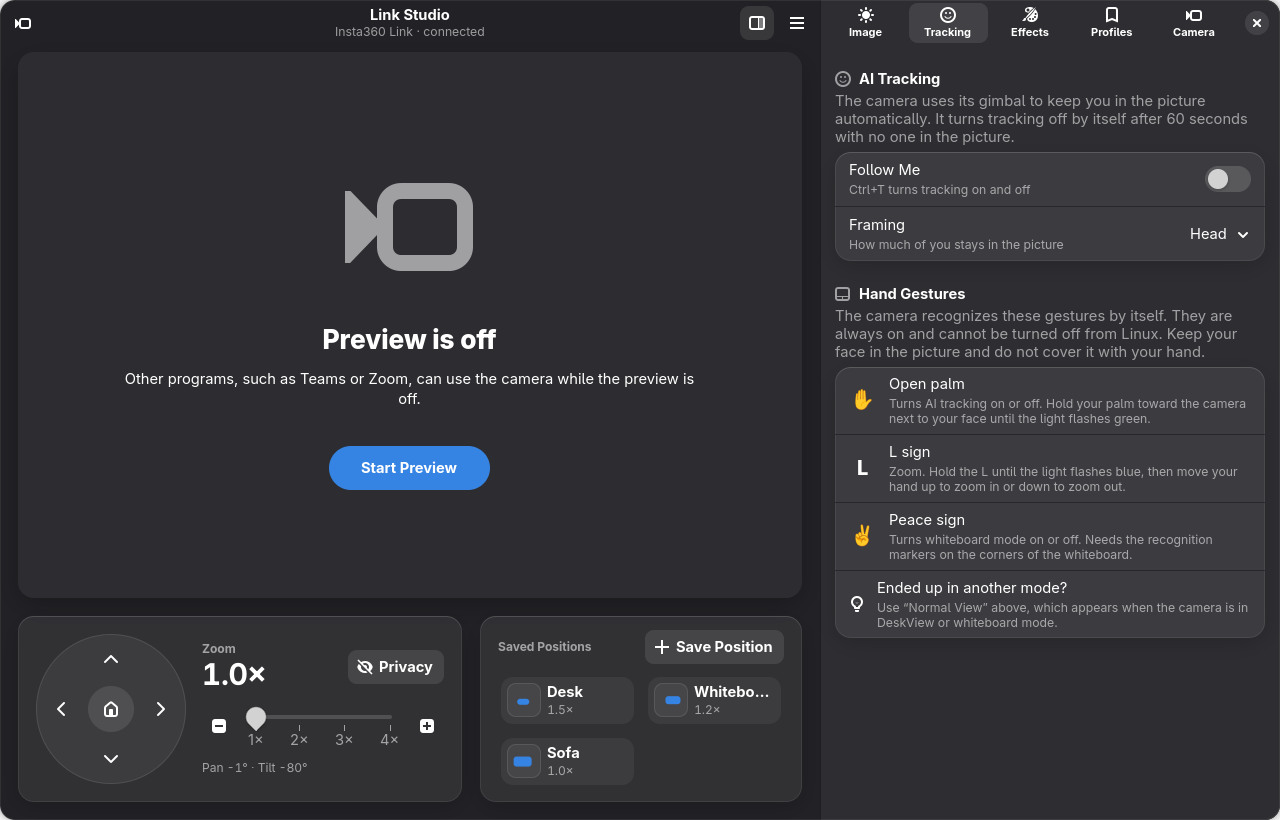 Link Studio
Insta360 Link · connected
Preview is off
Other programs, such as Teams or Zoom, can use the camera while the preview is
off.
Start Preview
Zoom
1.0×
Privacy
1× 2× 3× 4×
Pan -1° · Tilt -80°
Saved Positions
Save Position
Desk
1.5×
Whitebo…
1.2×
Sofa
1.0×
Image
Tracking
Effects
Profiles
Camera
AI Tracking
The camera uses its gimbal to keep you in the picture
automatically. It turns tracking off by itself after 60 seconds
with no one in the picture.
Follow Me
Ctrl+T turns tracking on and off
Framing
How much of you stays in the picture
Head
Hand Gestures
The camera recognizes these gestures by itself. They are
always on and cannot be turned off from Linux. Keep your
face in the picture and do not cover it with your hand.
Open palm
Turns AI tracking on or off. Hold your palm toward the camera
next to your face until the light flashes green.
L
L sign
Zoom. Hold the L until the light flashes blue, then move your
hand up to zoom in or down to zoom out.
Peace sign
Turns whiteboard mode on or off. Needs the recognition
markers on the corners of the whiteboard.
Ended up in another mode?
Use “Normal View” above, which appears when the camera is in
DeskView or whiteboard mode.